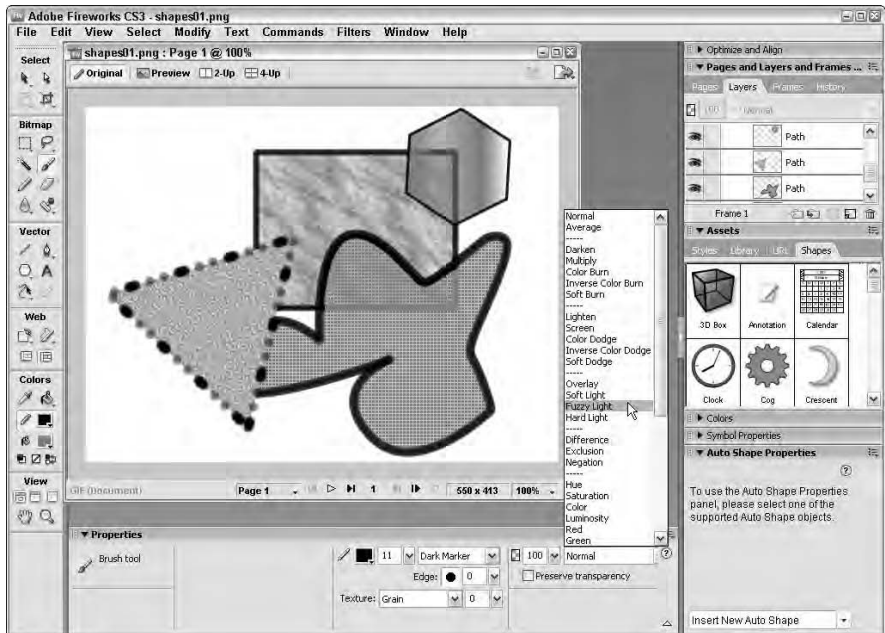 Adobe Fireworks CS3 - shapes01.png
File Edit View Select Modify Text Commands Filters Window Help
Select
Bitmap
Vector
Web
Colors
View
shapes01.png : Page 1 @ 100%
Original Preview 2-Up 4-Up
GIF (Document)
Page 1
1
550 x 413
100%
Normal
Average
-----
Darken
Multiply
Color Burn
Inverse Color Burn
Soft Burn
-----
Lighten
Screen
Color Dodge
Inverse Color Dodge
Soft Dodge
-----
Overlay
Soft Light
Fuzzy Light
Hard Light
-----
Difference
Exclusion
Negation
-----
Hue
Saturation
Color
Luminosity
Red
Green
Properties
Brush tool
11 Dark Marker
Edge: 0
Texture: Grain 0
100 Normal
Preserve transparency
Optimize and Align
Pages and Layers and Frames ...
Pages Layers Frames History
100 Normal
Path
Path
Path
Frame 1
Assets
Styles Library URL Shapes
3D Box Annotation Calendar
Clock Cog Crescent
Colors
Symbol Properties
Auto Shape Properties
To use the Auto Shape Properties
panel, please select one of the
supported Auto Shape objects.
Insert New Auto Shape